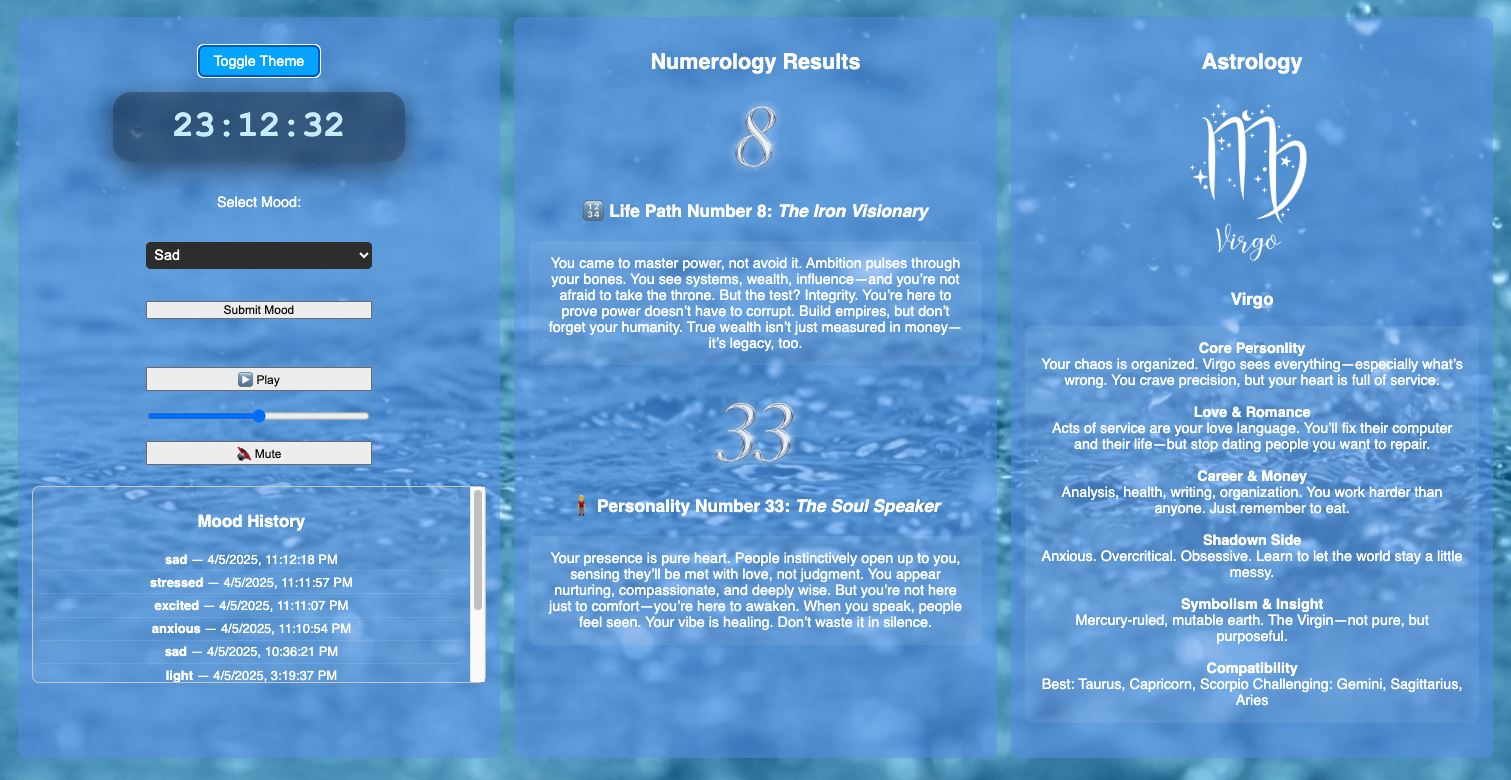 Toggle Theme
23:12:32
Select Mood:
Sad
Submit Mood
Play
Mute
Mood History
sad — 4/5/2025, 11:12:18 PM
stressed — 4/5/2025, 11:11:57 PM
excited — 4/5/2025, 11:11:07 PM
anxious — 4/5/2025, 11:10:54 PM
sad — 4/5/2025, 10:36:21 PM
light — 4/5/2025, 3:19:37 PM
Numerology Results
8
Life Path Number 8: The Iron Visionary
You came to master power, not avoid it. Ambition pulses through
your bones. You see systems, wealth, influence—and you’re not
afraid to take the throne. But the test? Integrity. You’re here to
prove power doesn’t have to corrupt. Build empires, but don’t
forget your humanity. True wealth isn’t just measured in money—
it’s legacy, too.
33
Personality Number 33: The Soul Speaker
Your presence is pure heart. People instinctively open up to you,
sensing they’ll be met with love, not judgment. You appear
nurturing, compassionate, and deeply wise. But you’re not here
just to comfort—you’re here to awaken. When you speak, people
feel seen. Your vibe is healing. Don’t waste it in silence.
Astrology
Virgo
Virgo
Core Personlity
Your chaos is organized. Virgo sees everything—especially what’s
wrong. You crave precision, but your heart is full of service.
Love & Romance
Acts of service are your love language. You’ll fix their computer
and their life—but stop dating people you want to repair.
Career & Money
Analysis, health, writing, organization. You work harder than
anyone. Just remember to eat.
Shadown Side
Anxious. Overcritical. Obsessive. Learn to let the world stay a little
messy.
Symbolism & Insight
Mercury-ruled, mutable earth. The Virgin—not pure, but
purposeful.
Compatibility
Best: Taurus, Capricorn, Scorpio Challenging: Gemini, Sagittarius,
Aries